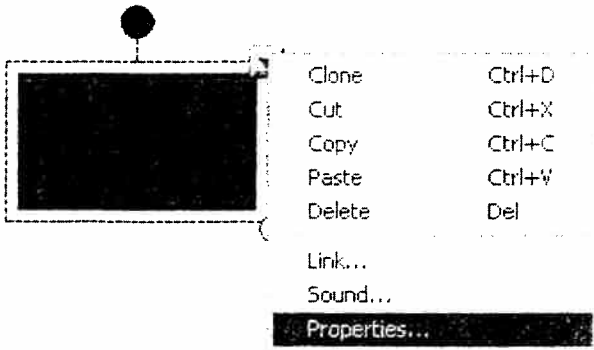 Clone Ctrl+D
Cut Ctrl+X
Copy Ctrl+C
Paste Ctrl+V
Delete Del
Link...
Sound...
Properties...